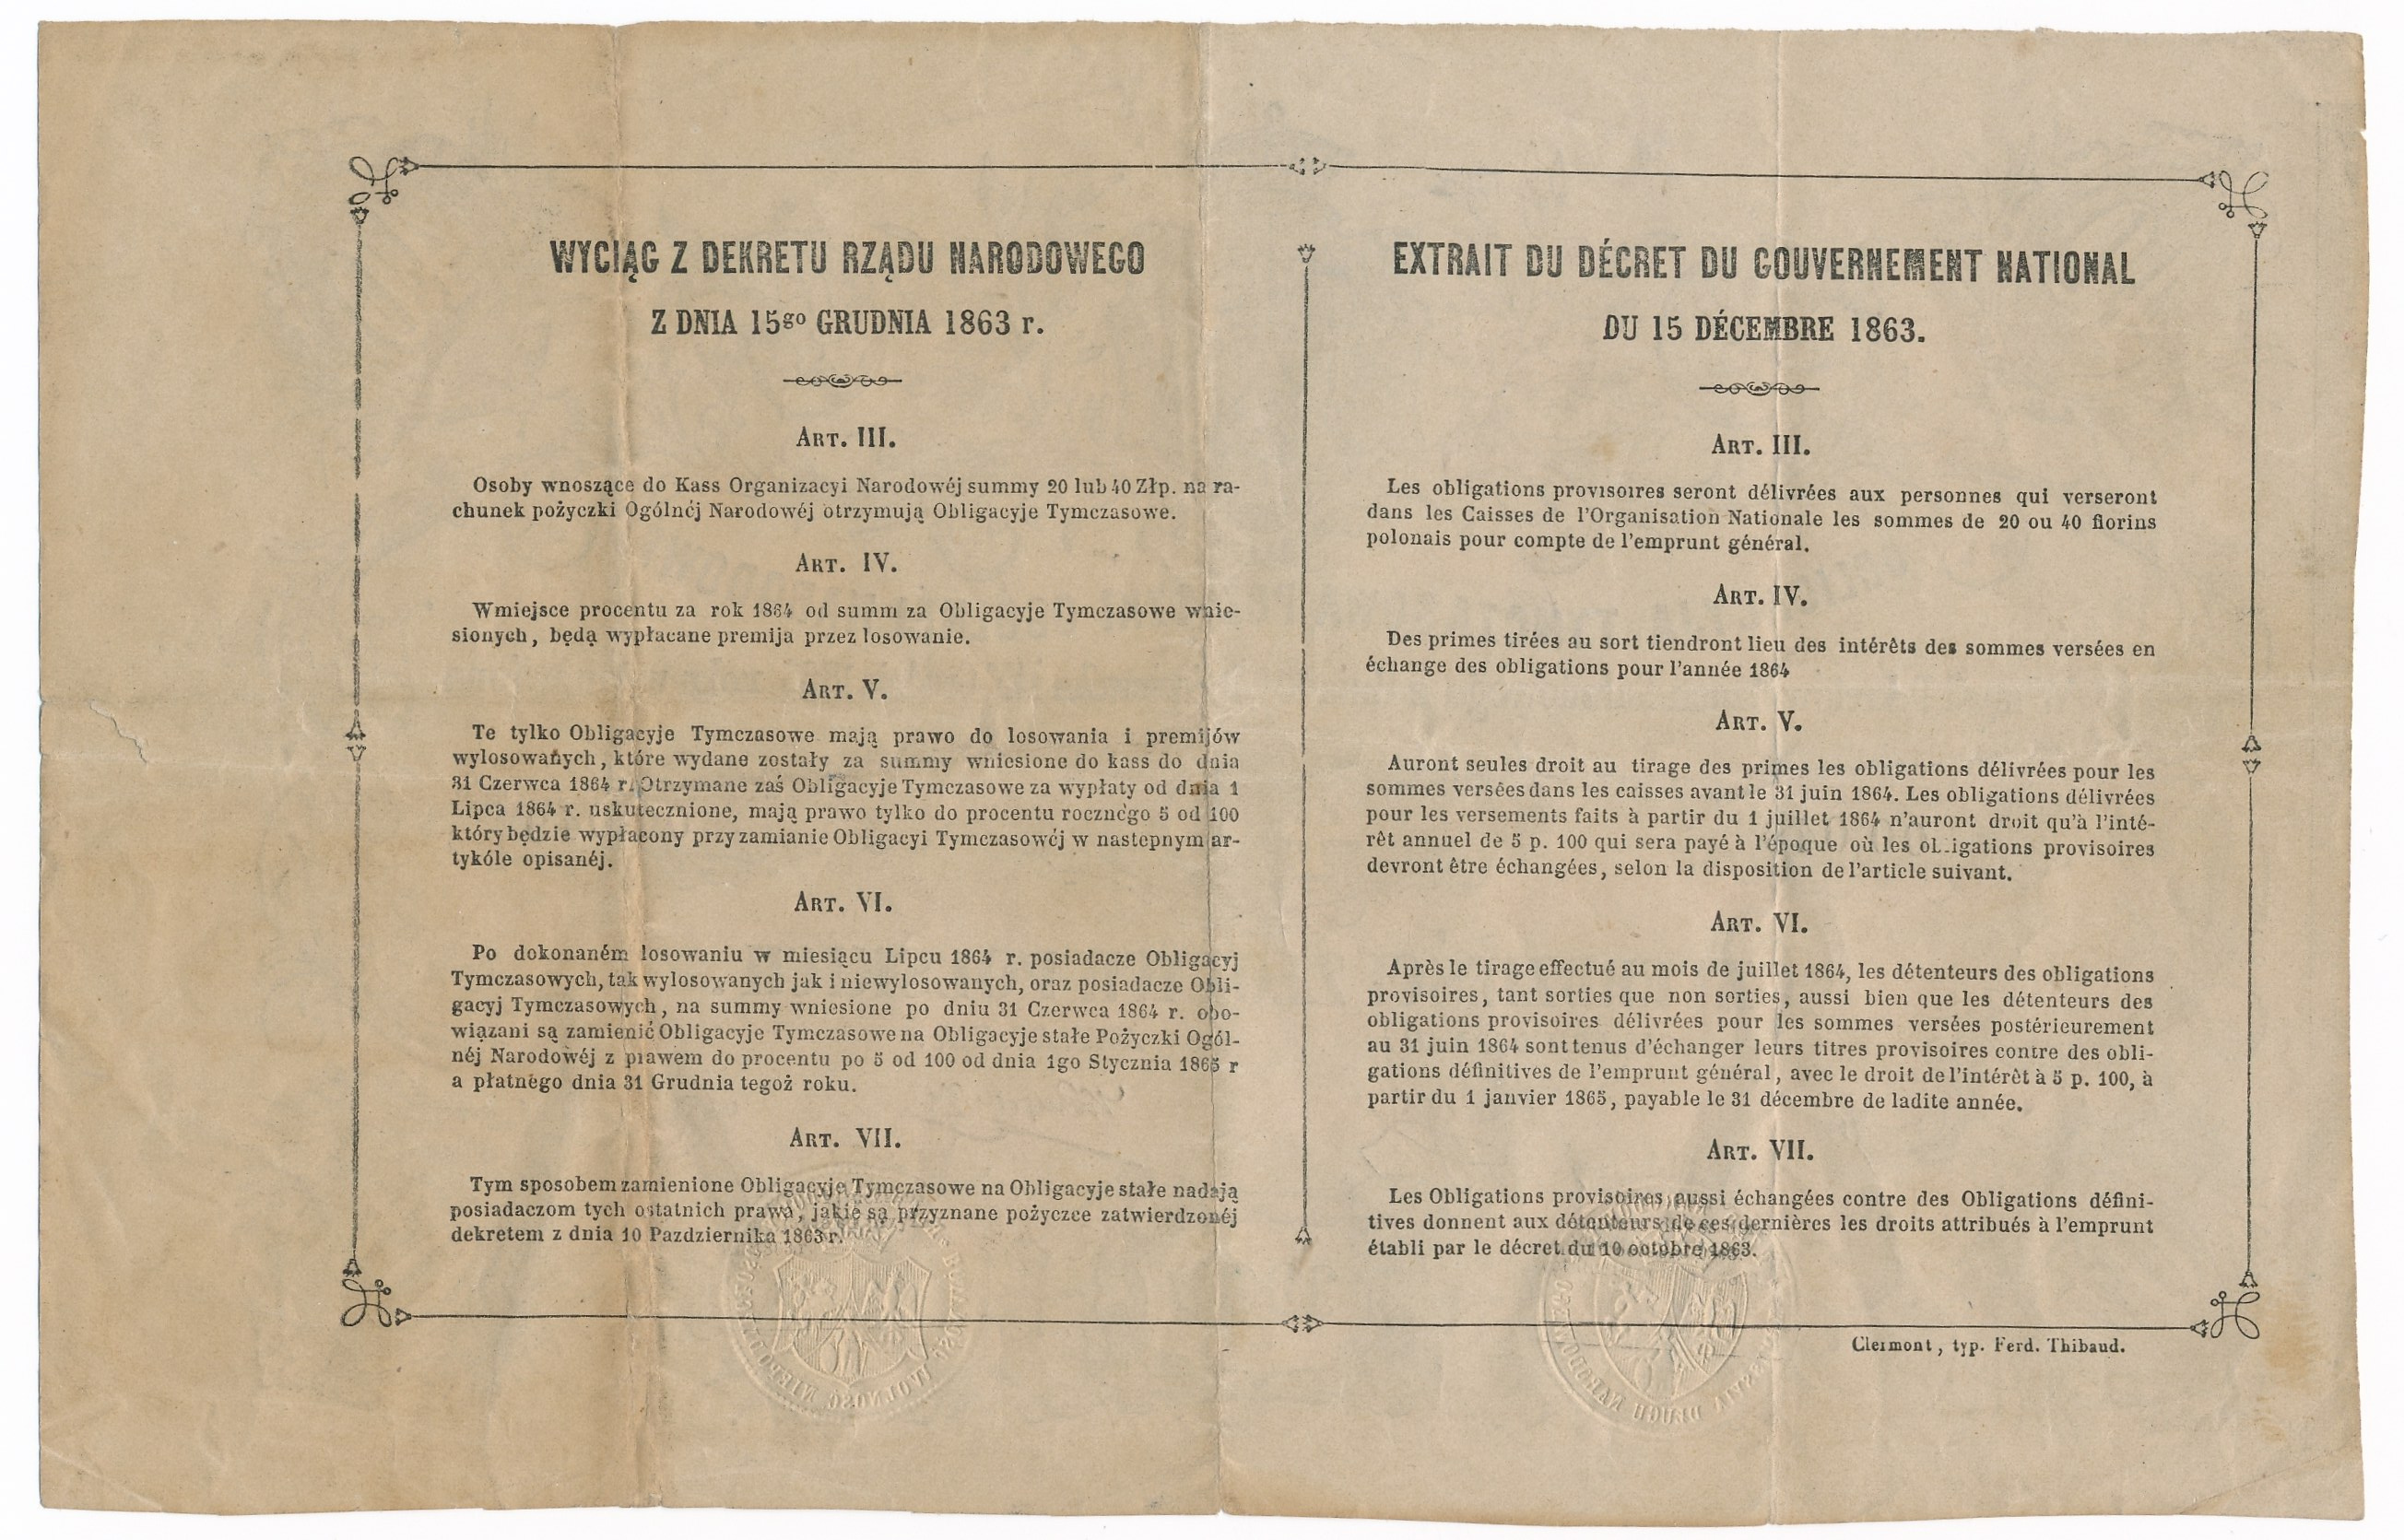 WYCIĄG Z DEKRETU RZĄDU NARODOWEGO
Z DNIA 15go GRUDNIA 1863 r.
Art. III.
Osoby wnoszące do Kass Organizacyi Narodowéj summy 20 lub 40 Złp. na ra-
chunek pożyczki Ogólnéj Narodowéj otrzymują Obligacyje Tymczasowe.
Art. IV.
Wmiejsce procentu za rok 1864 od summ za Obligacyje Tymczasowe wnie-
sionych, będą wypłacane premija przez losowanie.
Art. V.
Te tylko Obligacyje Tymczasowe mają prawo do losowania i premijów
wylosowanych, które wydane zostały za summy wniesione do kass do dnia
31 Czerwca 1864 r. Otrzymane zaś Obligacyje Tymczasowe za wypłaty od dnia 1
Lipca 1864 r. uskutecznione, mają prawo tylko do procentu rocznégo 5 od 100
który będzie wypłacony przy zamianie Obligacyi Tymczasowéj w nastepnym ar-
tykóle opisanéj.
Art. VI.
Po dokonaném losowaniu w miesiącu Lipcu 1864 r. posiadacze Obligacyj
Tymczasowych, tak wylosowanych jak i niewylosowanych, oraz posiadacze Obli-
gacyj Tymczasowych, na summy wniesione po dniu 31 Czerwca 1864 r. obo-
wiązani są zamienić Obligacyje Tymczasowe na Obligacyje stałe Pożyczki Ogól-
néj Narodowéj z prawem do procentu po 5 od 100 od dnia 1go Stycznia 1865 r
a płatnégo dnia 31 Grudnia tegoż roku.
Art. VII.
Tym sposobem zamienione Obligacyje Tymczasowe na Obligacyje stałe nadają
posiadaczom tych ostatnich prawa, jakie są przyznane pożyczce zatwierdzonéj
dekretem z dnia 10 Pazdziernika 1863 r.
EXTRAIT DU DÉCRET DU GOUVERNEMENT NATIONAL
DU 15 DÉCEMBRE 1863.
Art. III.
Les obligations provisoires seront délivrées aux personnes qui verseront
dans les Caisses de l'Organisation Nationale les sommes de 20 ou 40 florins
polonais pour compte de l'emprunt général.
Art. IV.
Des primes tirées au sort tiendront lieu des intérêts des sommes versées en
échange des obligations pour l'année 1864
Art. V.
Auront seules droit au tirage des primes les obligations délivrées pour les
sommes versées dans les caisses avant le 31 juin 1864. Les obligations délivrées
pour les versements faits à partir du 1 juillet 1864 n'auront droit qu'à l'inté-
rêt annuel de 5 p. 100 qui sera payé à l'époque où les obligations provisoires
devront être échangées, selon la disposition de l'article suivant.
Art. VI.
Après le tirage effectué au mois de juillet 1864, les détenteurs des obligations
provisoires, tant sorties que non sorties, aussi bien que les détenteurs des
obligations provisoires délivrées pour les sommes versées postérieurement
au 31 juin 1864 sont tenus d'échanger leurs titres provisoires contre des obli-
gations définitives de l'emprunt général, avec le droit de l'intérêt à 5 p. 100, à
partir du 1 janvier 1865, payable le 31 décembre de ladite année.
Art. VII.
Les Obligations provisoires aussi échangées contre des Obligations défini-
tives donnent aux détenteurs de ces dernières les droits attribués à l'emprunt
établi par le décret du 10 octobre 1863.
Clermont, typ. Ferd. Thibaud.